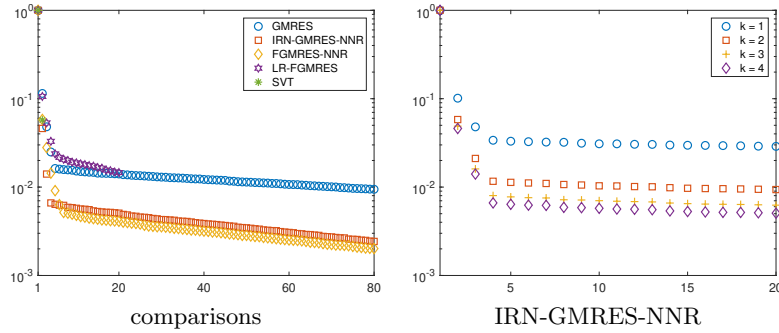 10^0
10^-1
10^-2
10^-3
1 20 40 60 80
GMRES
IRN-GMRES-NNR
FGMRES-NNR
LR-FGMRES
SVT
comparisons
10^0
10^-1
10^-2
10^-3
5 10 15 20
k = 1
k = 2
k = 3
k = 4
IRN-GMRES-NNR